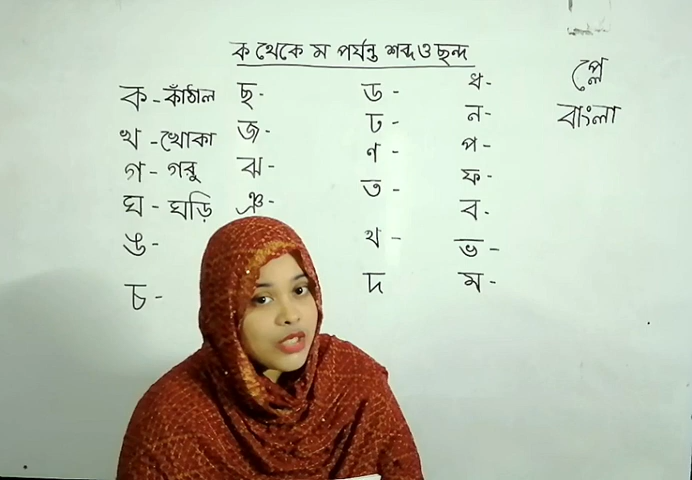 ক থেকে ম পর্যন্ত শব্দ ও ছন্দ
প্লে
বাংলা
ক - কাঁঠাল
খ - খোকা
গ - গরু
ঘ - ঘড়ি
ঙ -
চ -
ছ -
জ -
ঝ -
ঞ -
ড -
ঢ -
ণ -
ত -
থ -
দ
ধ -
ন -
প -
ফ -
ব -
ভ -
ম -